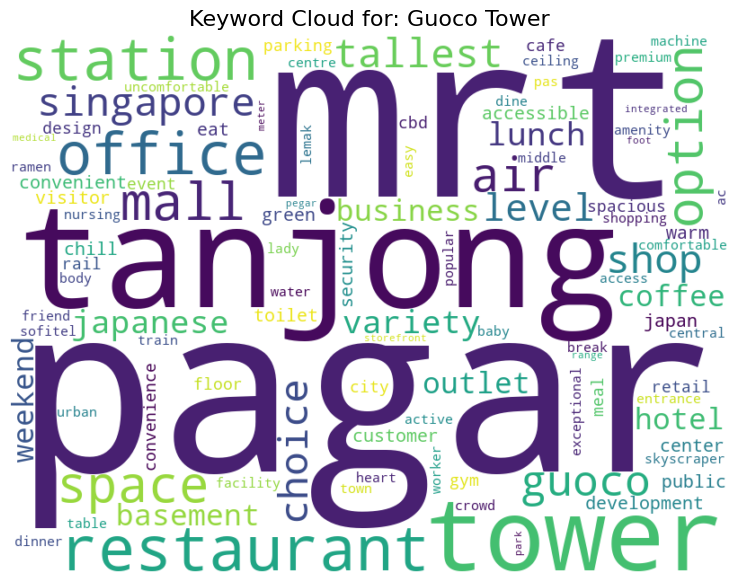 Keyword Cloud for: Guoco Tower
station
parking
centre
tallest
cafe
ceiling
machine
premium
pas
option
uncomfortable
singapore
meter
mrt
accessible
dine
integrated
amenity
foot
medical
design
eat
office
lemak
cbd
easy
lunch
middle
air
ramen
convenient
event
visitor
nursing
mall
green
pegar
business
level
spacious
shopping
ac
warm
comfortable
tanjong
chill
rail
body
lady
water
security
popular
shop
access
coffee
friend
sofitel
japanese
train
toilet
variety
storefront
baby
break
range
japan
central
weekend
pagar
urban
convenience
floor
choice
city
outlet
active
customer
exceptional
meal
retail
entrance
hotel
center
skyscraper
space
facility
heart
town
worker
gym
guoco
public
development
basement
table
crowd
dinner
restaurant
tower
park